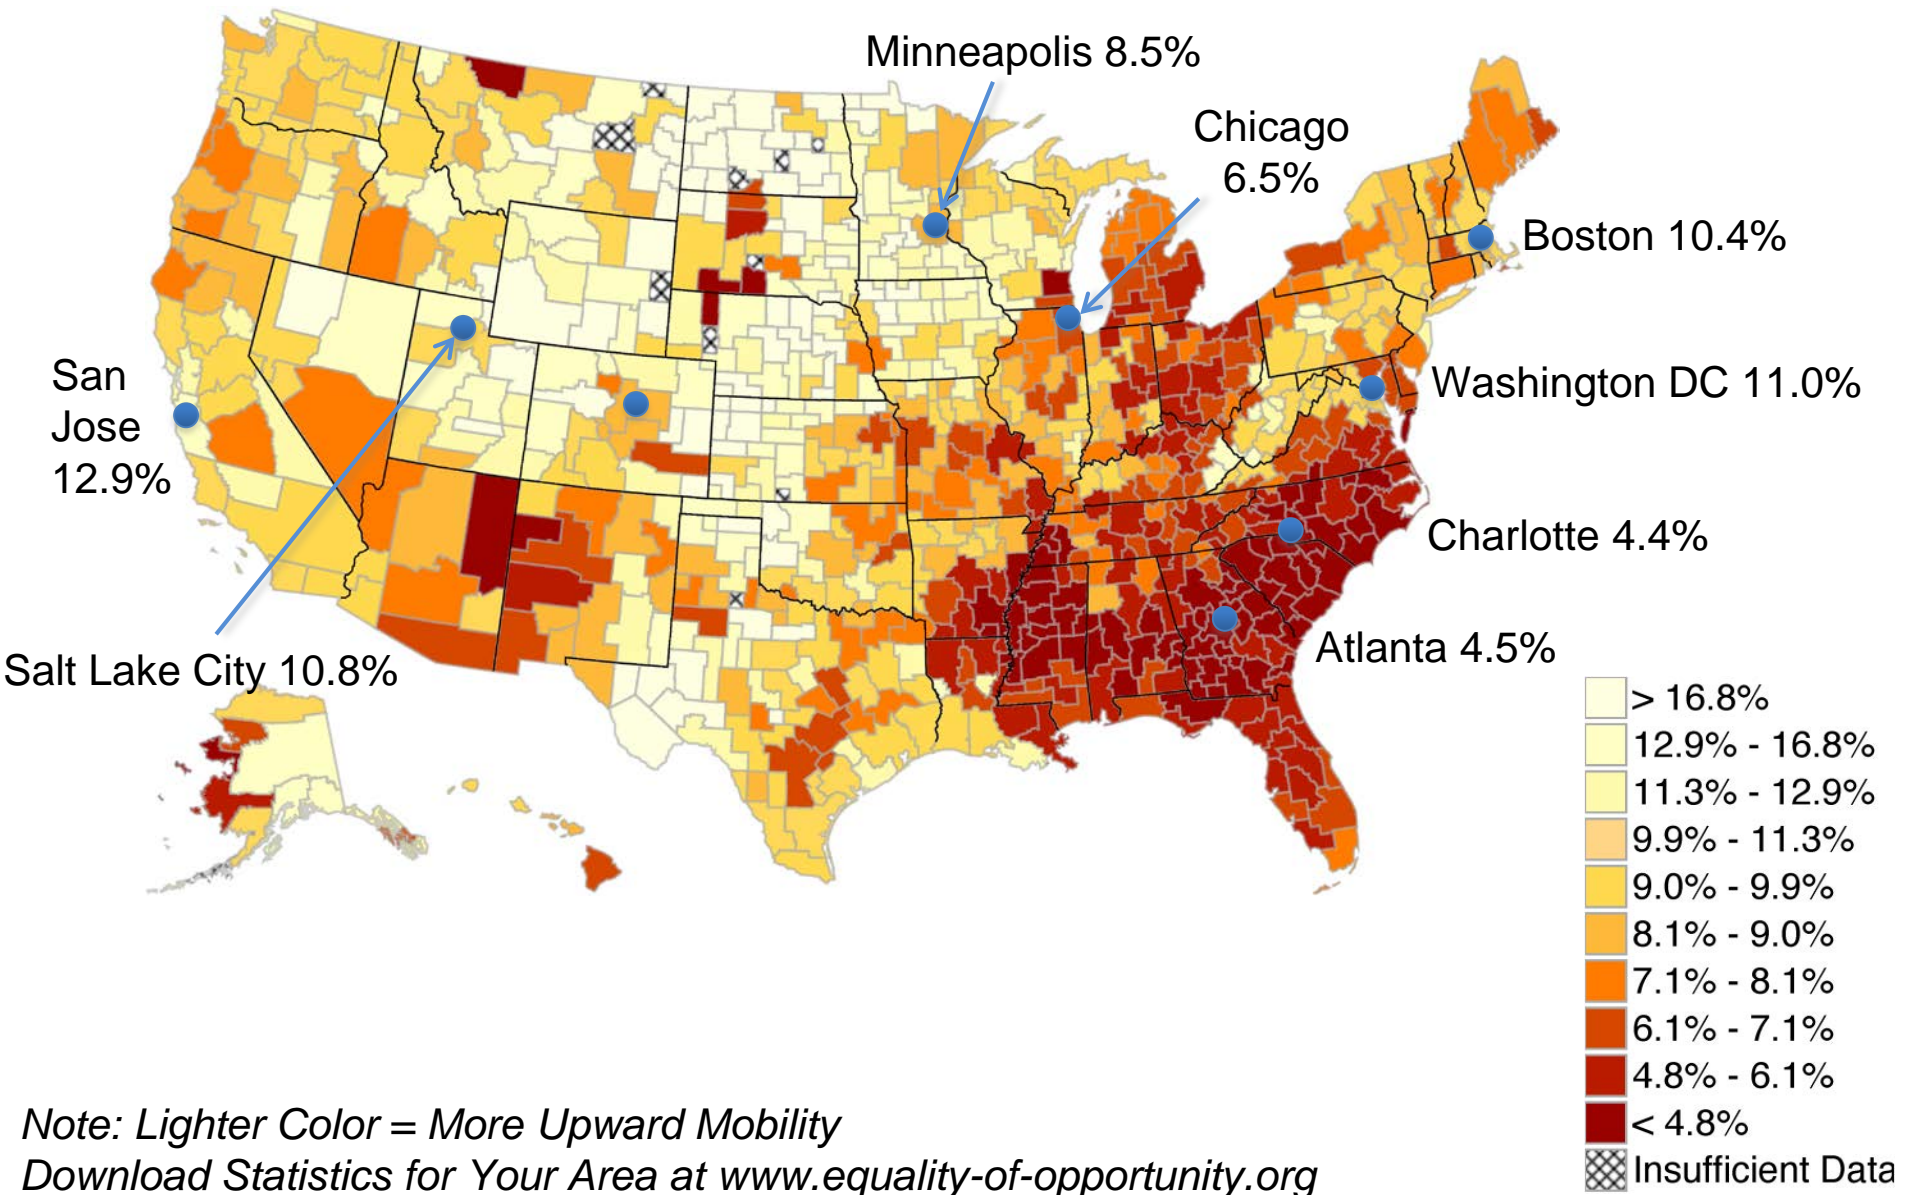 Minneapolis 8.5%
Chicago
6.5%
Boston 10.4%
San
Jose
12.9%
Washington DC 11.0%
Charlotte 4.4%
Salt Lake City 10.8%
Atlanta 4.5%
> 16.8%
12.9% - 16.8%
11.3% - 12.9%
9.9% - 11.3%
9.0% - 9.9%
8.1% - 9.0%
7.1% - 8.1%
6.1% - 7.1%
4.8% - 6.1%
< 4.8%
Insufficient Data
Note: Lighter Color = More Upward Mobility
Download Statistics for Your Area at www.equality-of-opportunity.org